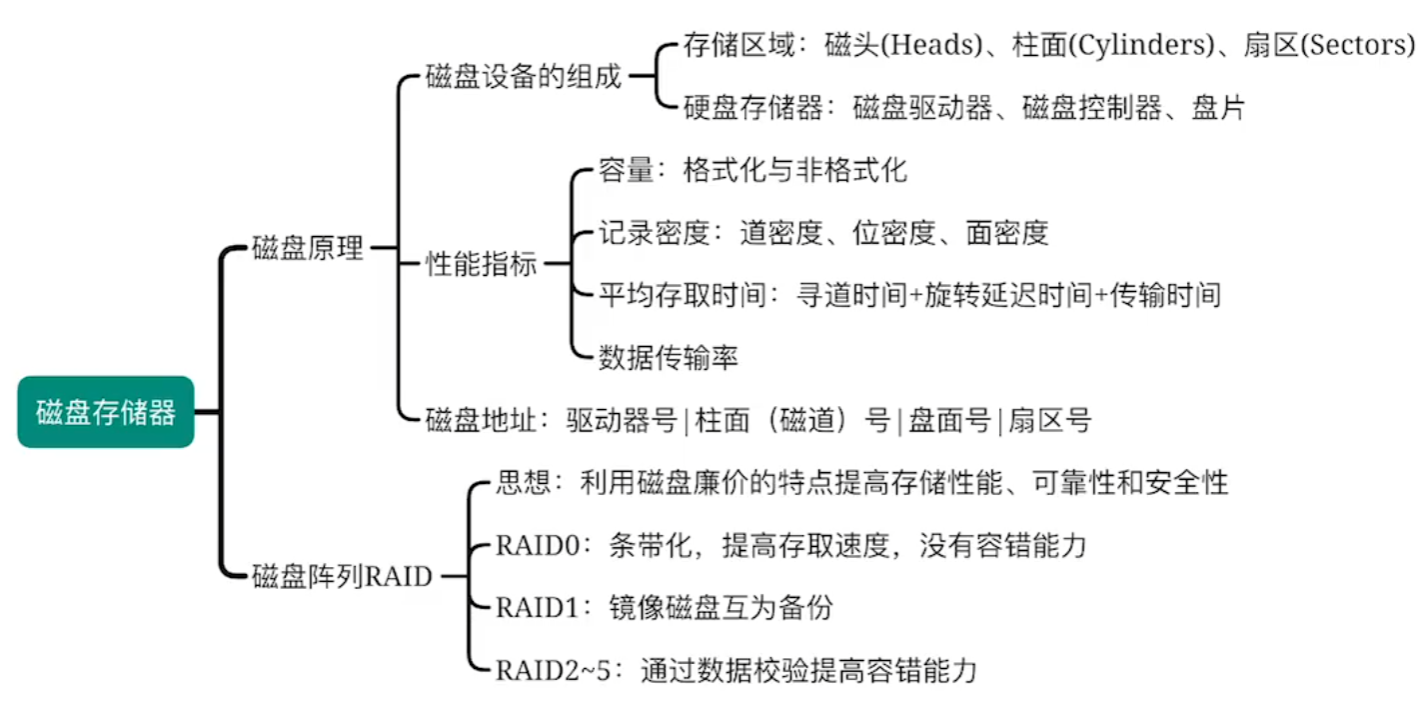 存储区域：磁头(Heads)、柱面(Cylinders)、扇区(Sectors)
磁盘设备的组成
硬盘存储器：磁盘驱动器、磁盘控制器、盘片
容量：格式化与非格式化
记录密度：道密度、位密度、面密度
磁盘原理
性能指标
平均存取时间：寻道时间+旋转延迟时间+传输时间
数据传输率
磁盘存储器
磁盘地址：驱动器号|柱面（磁道）号|盘面号|扇区号
思想：利用磁盘廉价的特点提高存储性能、可靠性和安全性
RAID0：条带化，提高存取速度，没有容错能力
磁盘阵列RAID
RAID1：镜像磁盘互为备份
RAID2~5：通过数据校验提高容错能力